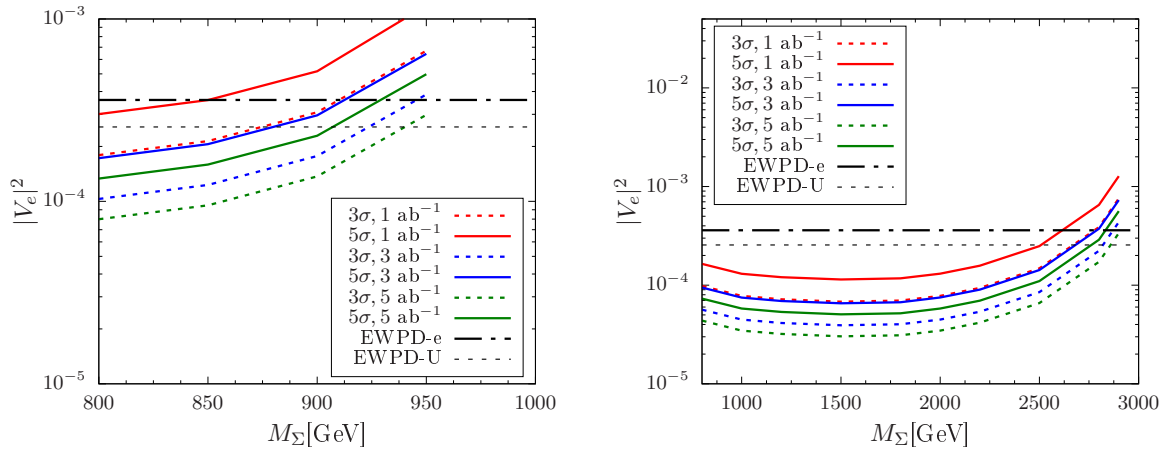 10^{-3}
10^{-4}
10^{-5}
|V_e|^2
3σ, 1 ab^{-1}
5σ, 1 ab^{-1}
3σ, 3 ab^{-1}
5σ, 3 ab^{-1}
3σ, 5 ab^{-1}
5σ, 5 ab^{-1}
EWPD-e
EWPD-U
800 850 900 950 1000
M_Σ[GeV]
10^{-2}
10^{-3}
10^{-4}
10^{-5}
|V_e|^2
3σ, 1 ab^{-1}
5σ, 1 ab^{-1}
3σ, 3 ab^{-1}
5σ, 3 ab^{-1}
3σ, 5 ab^{-1}
5σ, 5 ab^{-1}
EWPD-e
EWPD-U
1000 1500 2000 2500 3000
M_Σ[GeV]